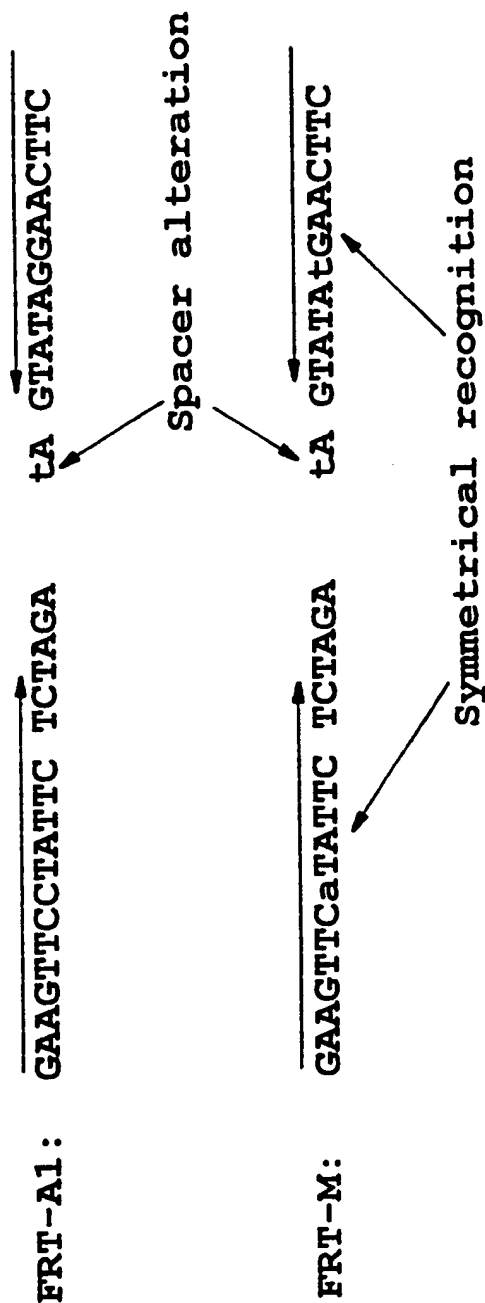 FRT-A1: GAAGTTCCTATTC TCTAGA tA GTATAGGAACTTC
Spacer alteration
FRT-M: GAAGTTCaTATTC TCTAGA tA GTATAtGAACTTC
Symmetrical recognition